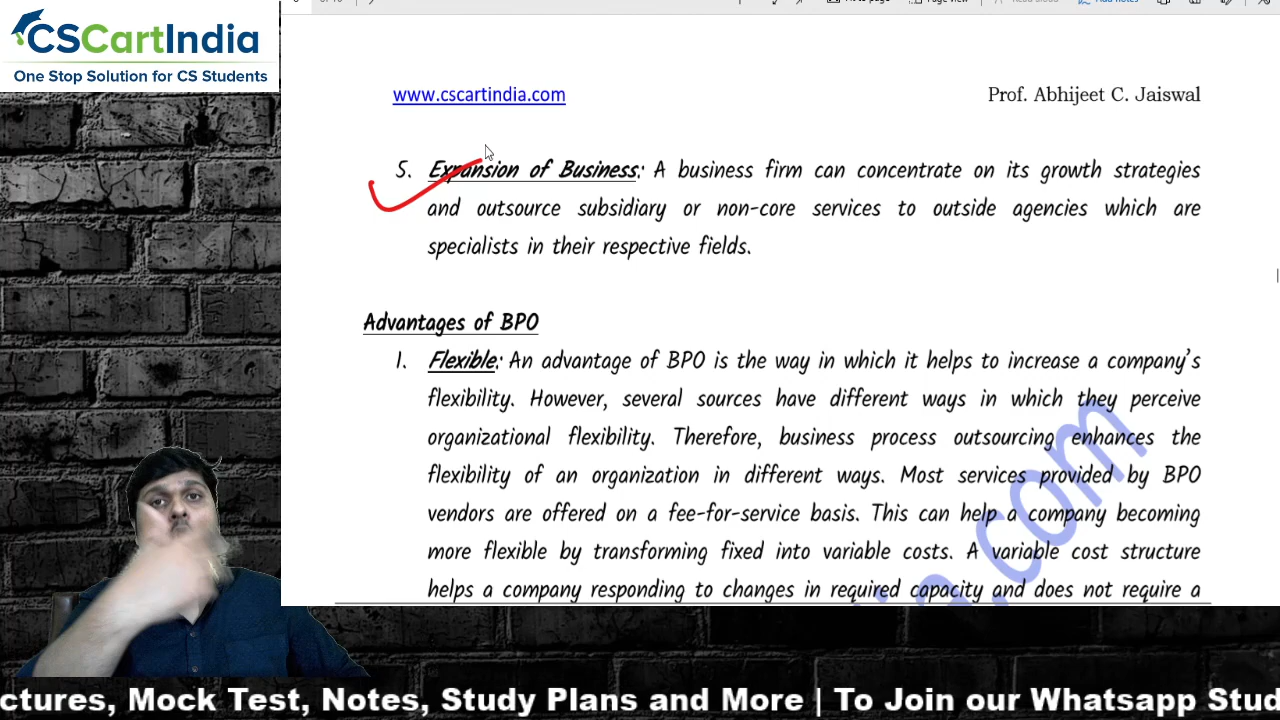 CSCartIndia
One Stop Solution for CS Students
www.cscartindia.com
Prof. Abhijeet C. Jaiswal
5. Expansion of Business: A business firm can concentrate on its growth strategies
and outsource subsidiary or non-core services to outside agencies which are
specialists in their respective fields.
Advantages of BPO
1. Flexible: An advantage of BPO is the way in which it helps to increase a company's
flexibility. However, several sources have different ways in which they perceive
organizational flexibility. Therefore, business process outsourcing enhances the
flexibility of an organization in different ways. Most services provided by BPO
vendors are offered on a fee-for-service basis. This can help a company becoming
more flexible by transforming fixed into variable costs. A variable cost structure
helps a company responding to changes in required capacity and does not require a
ctures, Mock Test, Notes, Study Plans and More | To Join our Whatsapp Stud